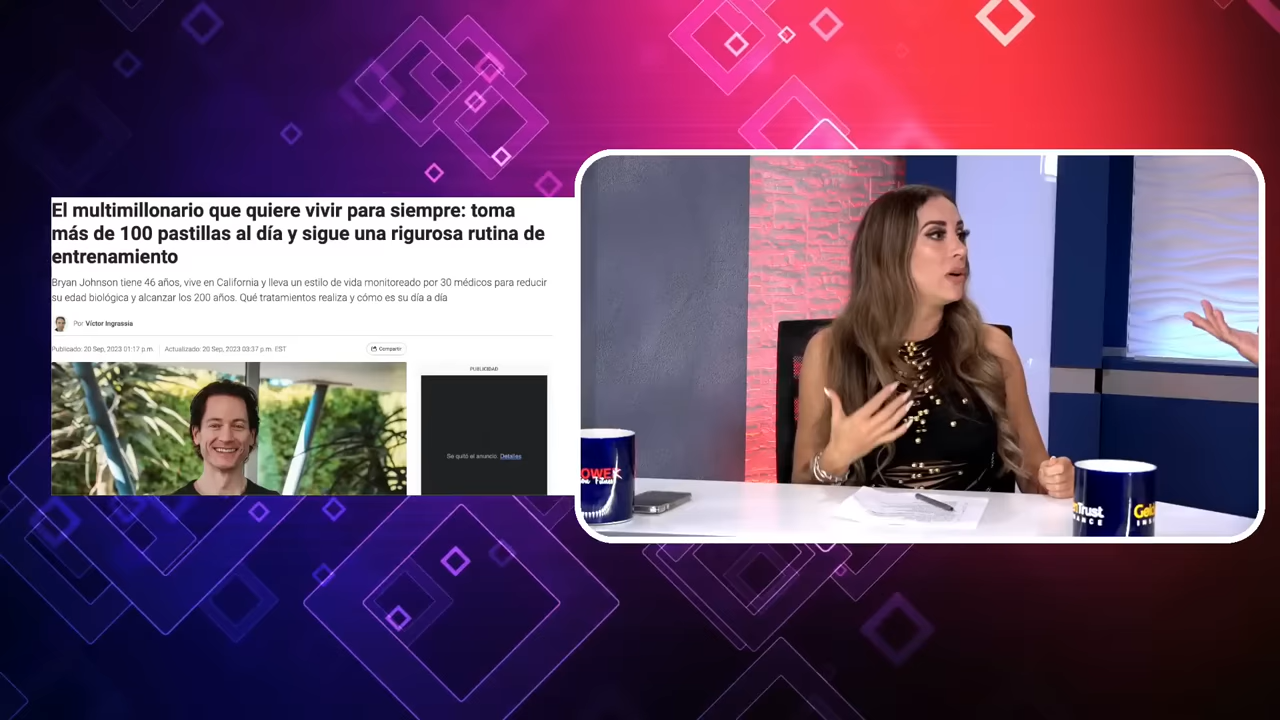 El multimillonario que quiere vivir para siempre: toma
más de 100 pastillas al día y sigue una rigurosa rutina de
entrenamiento
Bryan Johnson tiene 46 años, vive en California y lleva un estilo de vida monitoreado por 30 médicos para reducir
su edad biológica y alcanzar los 200 años. Qué tratamientos realiza y cómo es su día a día
Por Víctor Ingrassia
Publicado: 20 Sep, 2023 01:17 p.m. Actualizado: 20 Sep, 2023 03:37 p.m. EST
Compartir
PUBLICIDAD
Se quitó el anuncio. Detalles
Trust